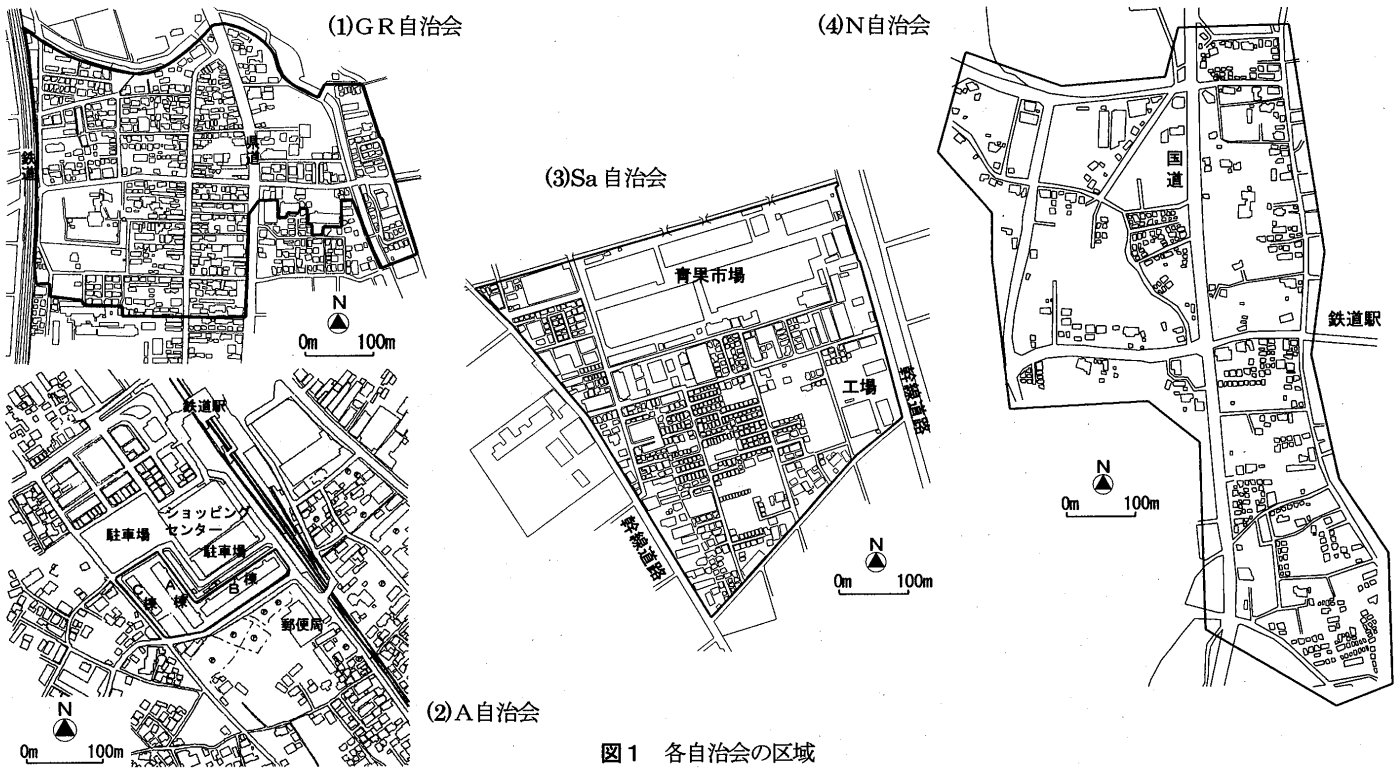 (1)GR自治会
鉄道
県道
N
0m 100m
鉄道駅
ショッピング
センター
駐車場
駐車場
A棟
B棟
C棟
郵便局
N
0m 100m
(2)A自治会
(3)Sa自治会
青果市場
工場
幹線道路
幹線道路
N
0m 100m
(4)N自治会
国道
鉄道駅
N
0m 100m
図1 各自治会の区域